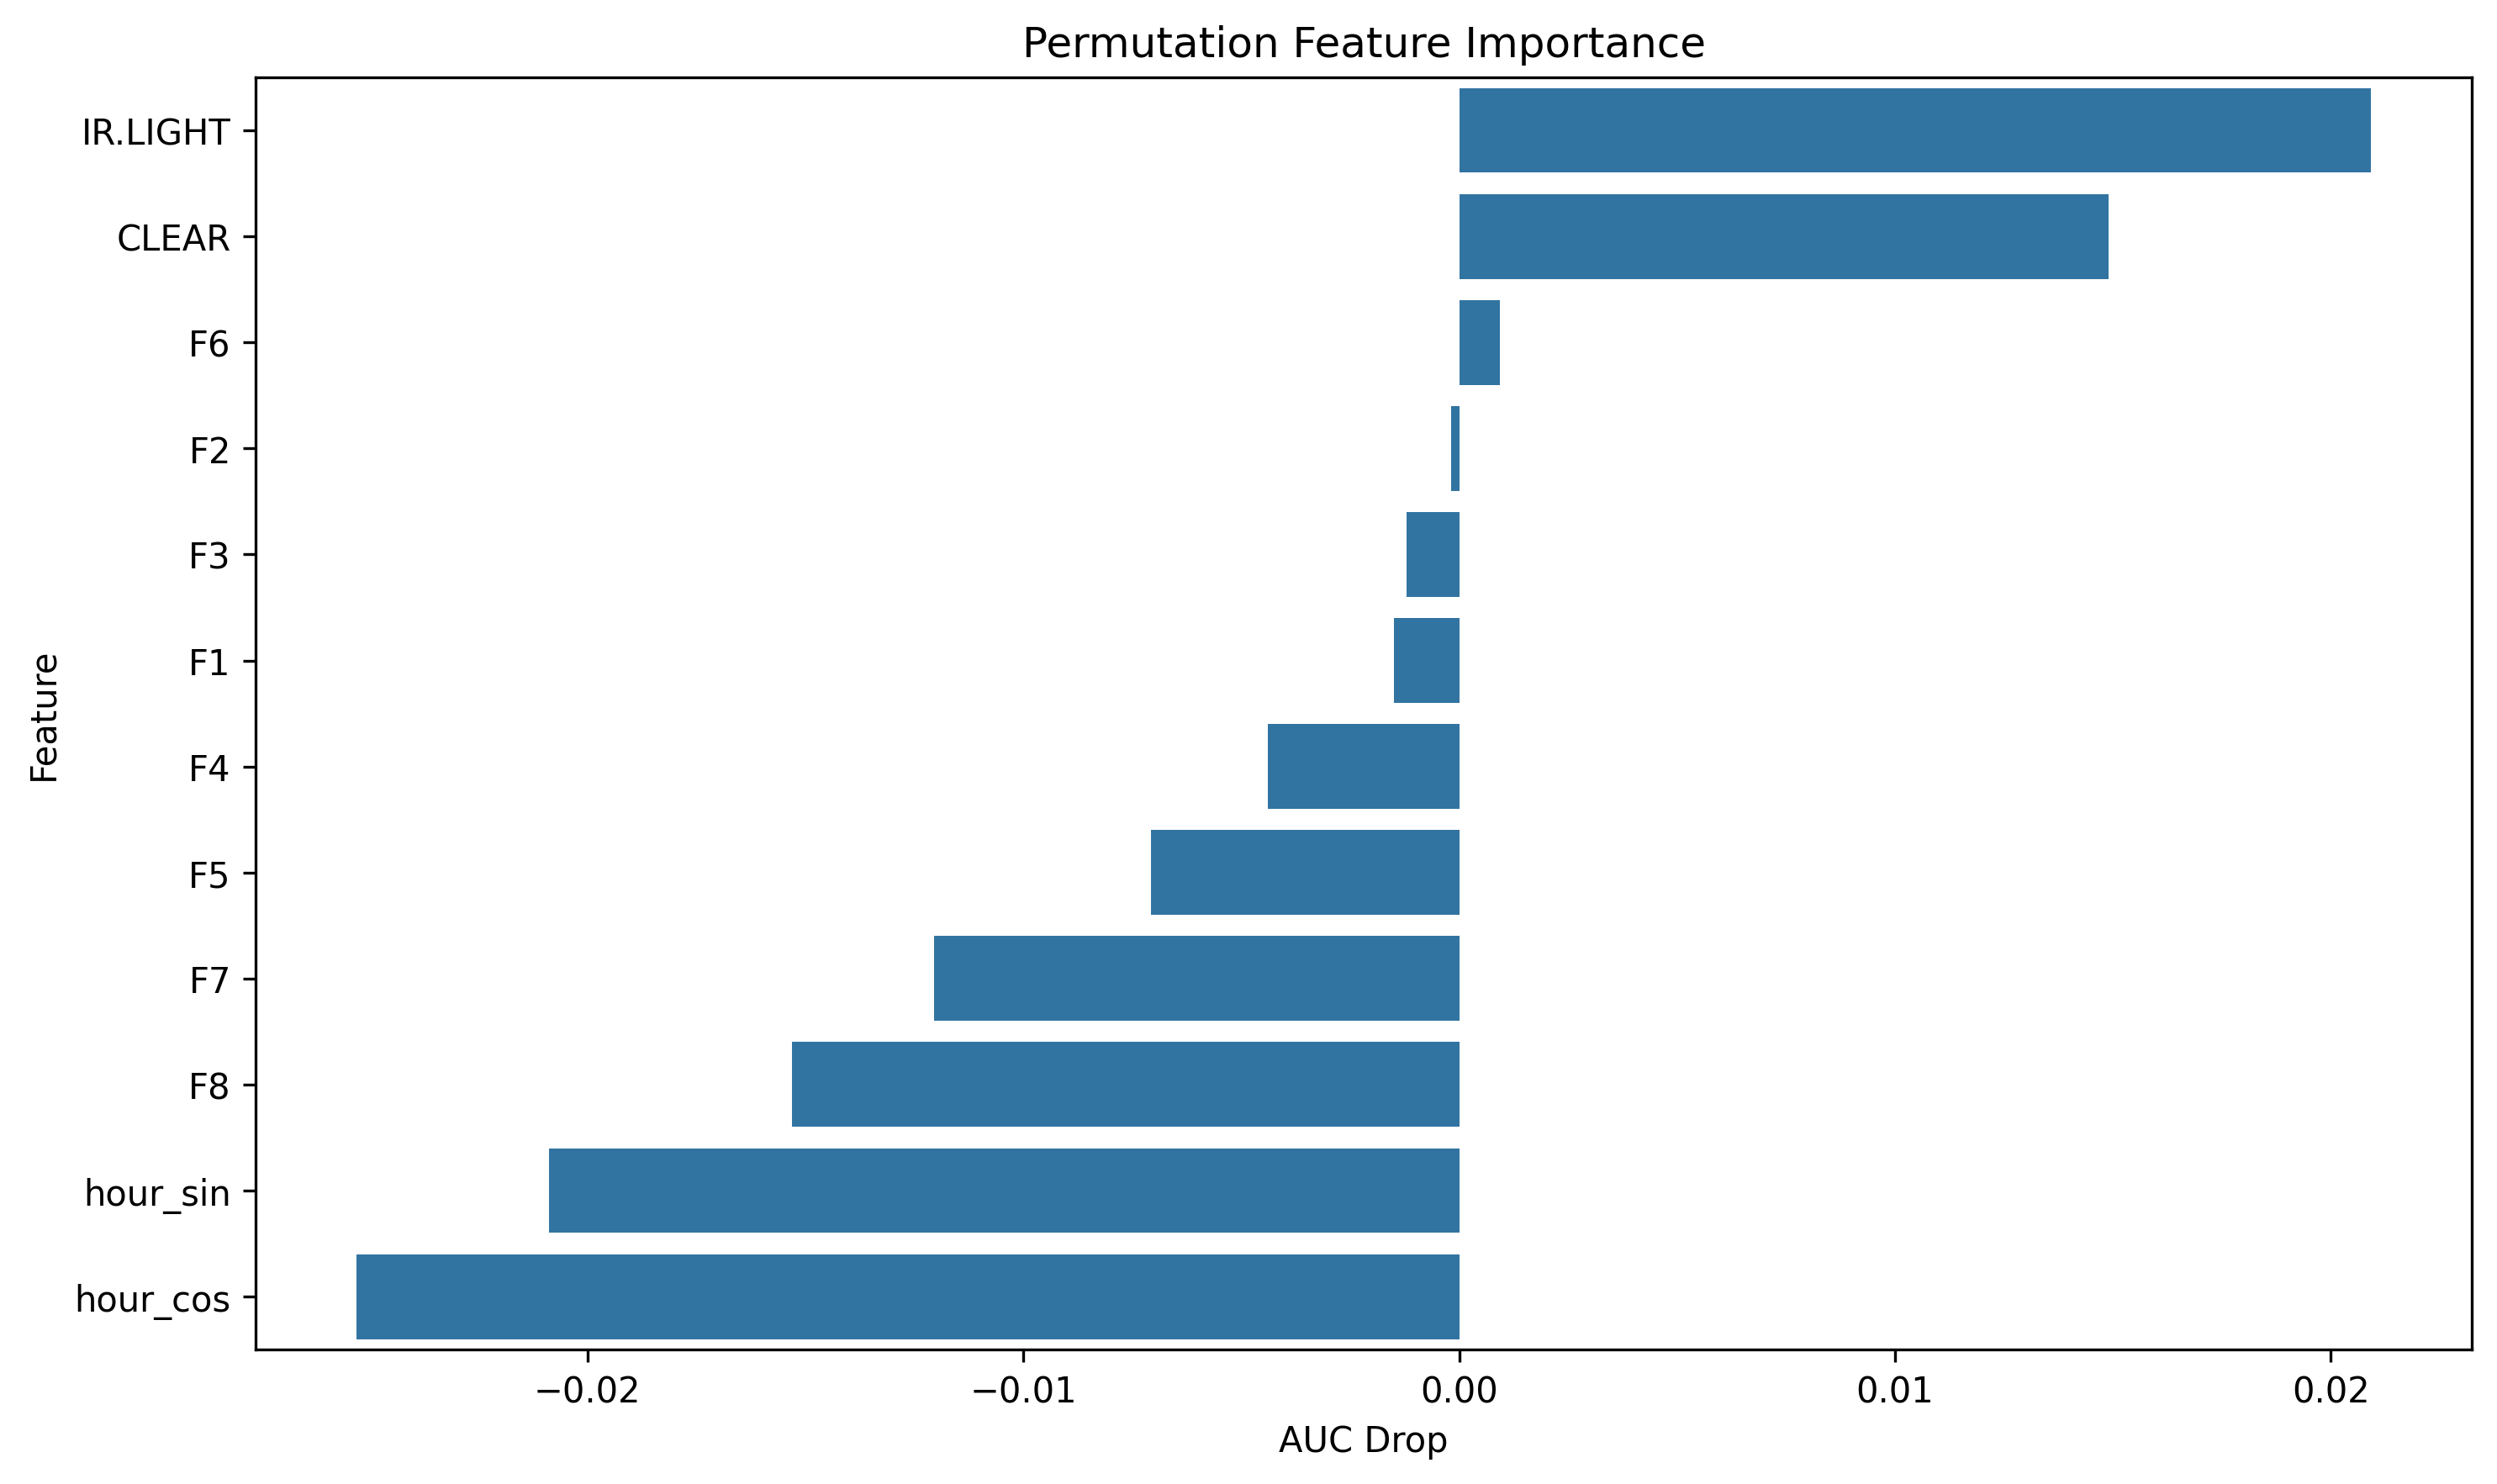 Permutation Feature Importance
IR.LIGHT
CLEAR
F6
F2
F3
F1
F4
F5
F7
F8
hour_sin
hour_cos
Feature
−0.02
−0.01
0.00
0.01
0.02
AUC Drop